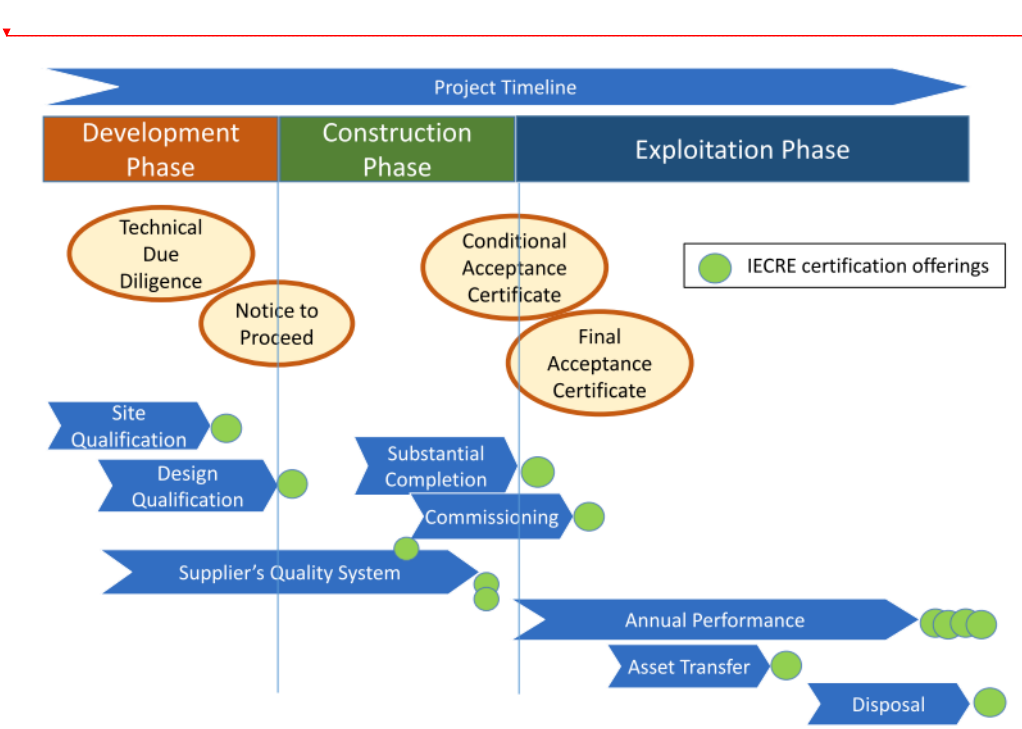 Project Timeline
Development
Phase
Construction
Phase
Exploitation Phase
Technical
Due
Diligence
Notice to
Proceed
Conditional
Acceptance
Certificate
Final
Acceptance
Certificate
IECRE certification offerings
Site
Qualification
Design
Qualification
Substantial
Completion
Commissioning
Supplier’s Quality System
Annual Performance
Asset Transfer
Disposal